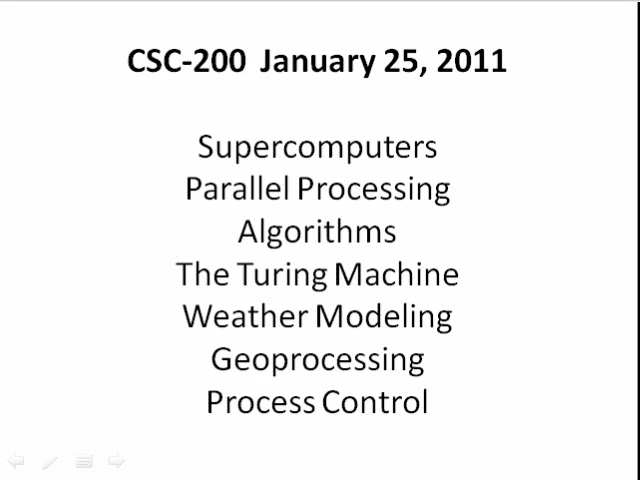 CSC-200 January 25, 2011
Supercomputers
Parallel Processing
Algorithms
The Turing Machine
Weather Modeling
Geoprocessing
Process Control